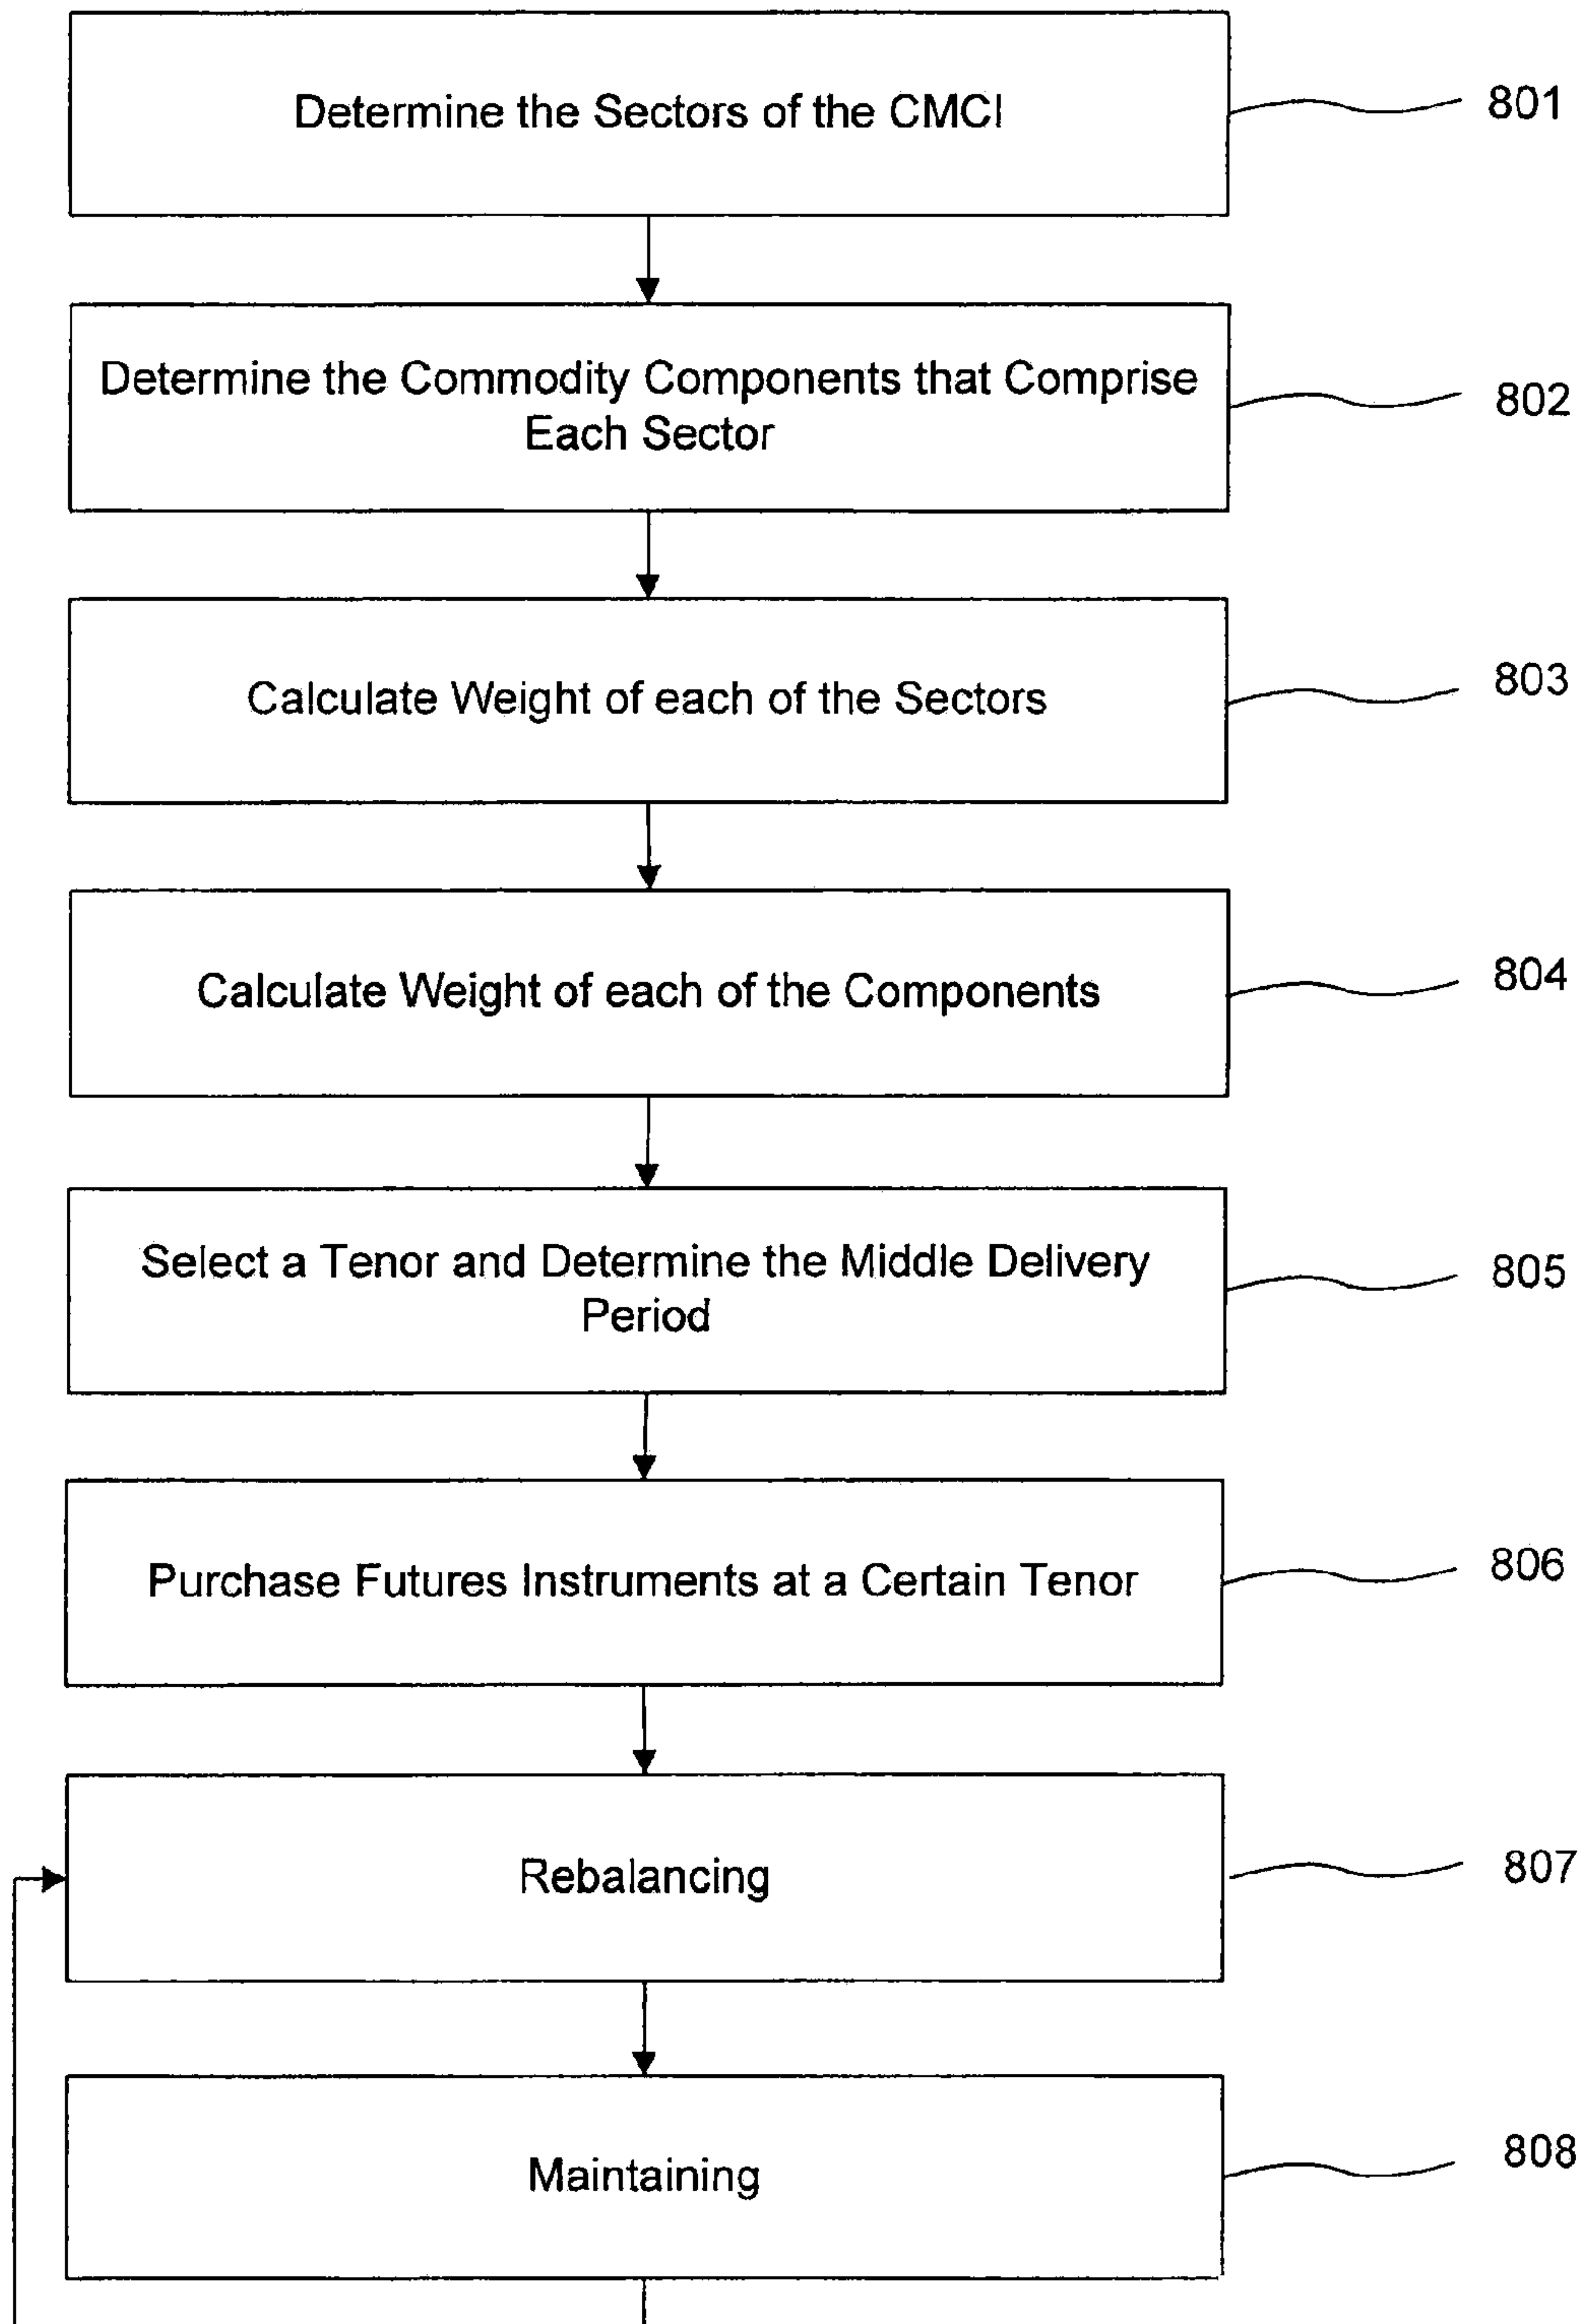 Determine the Sectors of the CMCI
801
Determine the Commodity Components that Comprise
Each Sector
802
Calculate Weight of each of the Sectors
803
Calculate Weight of each of the Components
804
Select a Tenor and Determine the Middle Delivery
Period
805
Purchase Futures Instruments at a Certain Tenor
806
Rebalancing
807
Maintaining
808